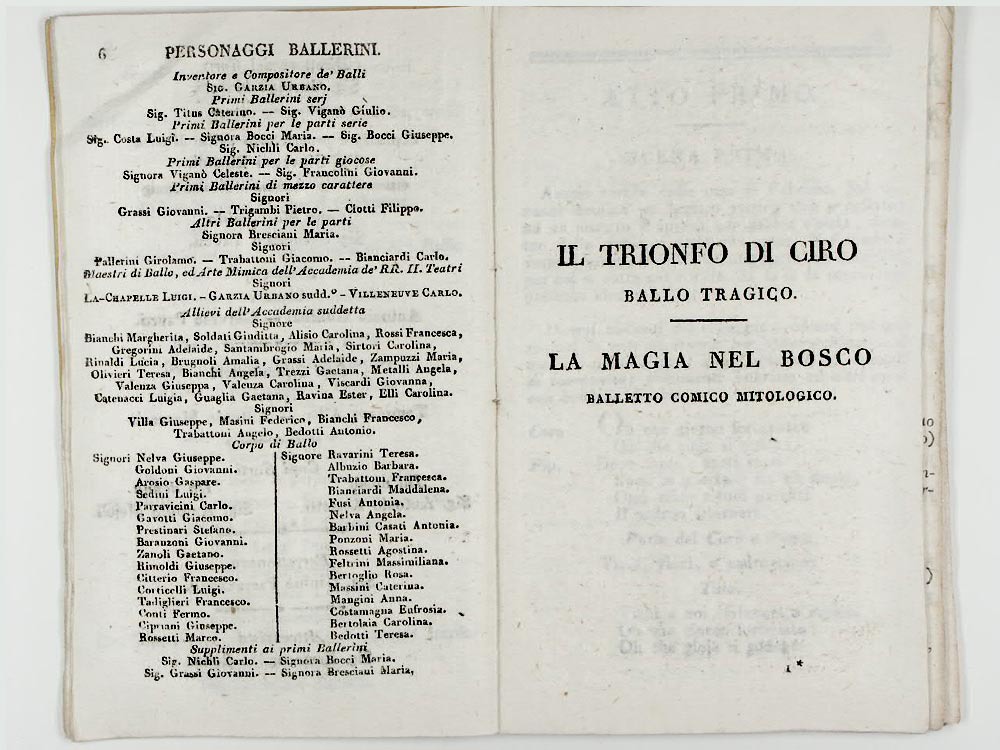 6 PERSONAGGI BALLERINI.
Inventore e Compositore de' Balli
SIG. GARZIA URBANO.
Primi Ballerini serj
Sig. Titus Caterino. — Sig. Viganò Giulio.
Primi Ballerini per le parti serie
Sig. Costa Luigi. — Signora Bocci Maria. — Sig. Bocci Giuseppe.
Sig. Nichli Carlo.
Primi Ballerini per le parti giocose
Signora Viganò Celeste. — Sig. Francolini Giovanni.
Primi Ballerini di mezzo carattere
Signori
Grassi Giovanni. — Trigambi Pietro. — Ciotti Filippo.
Altri Ballerini per le parti
Signora Bresciani Maria.
Signori
Pallerini Girolamo. — Trabattoni Giacomo. — Bianciardi Carlo.
Maestri di Ballo, ed Arte Mimica dell'Accademia de' RR. II. Teatri
Signori
LA-CHAPELLE LUIGI. - GARZIA URBANO sudd.º - VILLENEUVE CARLO.
Allievi dell'Accademia suddetta
Signore
Bianchi Margherita, Soldati Giuditta, Alisio Carolina, Rossi Francesca,
Gregorini Adelaide, Santambrogio Maria, Sirtori Carolina,
Rinaldi Lucia, Brugnoli Amalia, Grassi Adelaide, Zampuzzi Maria,
Olivieri Teresa, Bianchi Angela, Trezzi Gaetana, Metalli Angela,
Valenza Giuseppa, Valenza Carolina, Viscardi Giovanna,
Catenacci Luigia, Guaglia Gaetana, Ravina Ester, Elli Carolina.
Signori
Villa Giuseppe, Masini Federico, Bianchi Francesco,
Trabattoni Angelo, Bedotti Antonio.
Corpo di Ballo
Signori Nelva Giuseppe.
Goldoni Giovanni.
Arosio Gaspare.
Sedini Luigi.
Parravicini Carlo.
Gavotti Giacomo.
Prestinari Stefano.
Baranzoni Giovanni.
Zanoli Gaetano.
Rimoldi Giuseppe.
Citterio Francesco.
Corticelli Luigi.
Tadiglieri Francesco.
Conti Fermo.
Cipriani Giuseppe.
Rossetti Marco.
Signore Ravarini Teresa.
Albuzio Barbara.
Trabattoni Francesca.
Bianciardi Maddalena.
Fusi Antonia.
Nelva Angela.
Barbini Casati Antonia.
Ponzoni Maria.
Rossetti Agostina.
Feltrini Massimiliana.
Bertoglio Rosa.
Massini Caterina.
Mangini Anna.
Costamagna Eufrosia.
Bertolaia Carolina.
Bedotti Teresa.
Supplimenti ai primi Ballerini
Sig. Nichli Carlo. — Signora Bocci Maria.
Sig. Grassi Giovanni. — Signora Bresciani Maria,
IL TRIONFO DI CIRO
BALLO TRAGICO.
LA MAGIA NEL BOSCO
BALLETTO COMICO MITOLOGICO.
1*